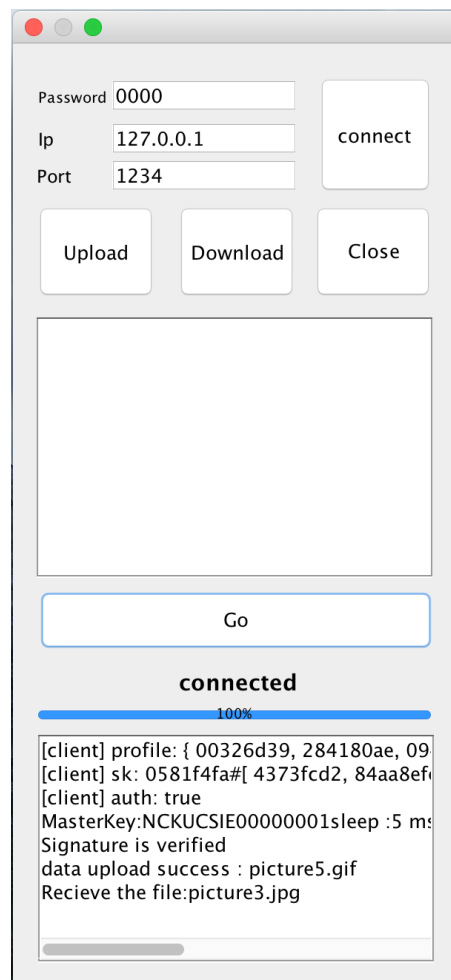 Password 0000
Ip 127.0.0.1
connect
Port 1234
Upload Download Close
Go
connected
100%
[client] profile: { 00326d39, 284180ae, 09
[client] sk: 0581f4fa#[ 4373fcd2, 84aa8ef
[client] auth: true
MasterKey:NCKUCSIE00000001sleep :5 ms
Signature is verified
data upload success : picture5.gif
Recieve the file:picture3.jpg